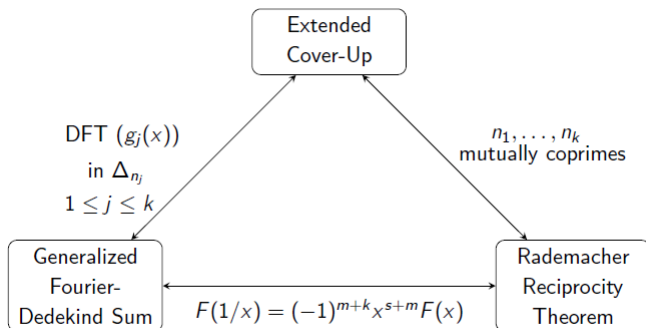 Extended
Cover-Up
DFT (g_j(x))
in Δ_{n_j}
1 ≤ j ≤ k
n_1, . . . , n_k
mutually coprimes
Generalized
Fourier-
Dedekind Sum
F(1/x) = (-1)^{m+k}x^{s+m}F(x)
Rademacher
Reciprocity
Theorem